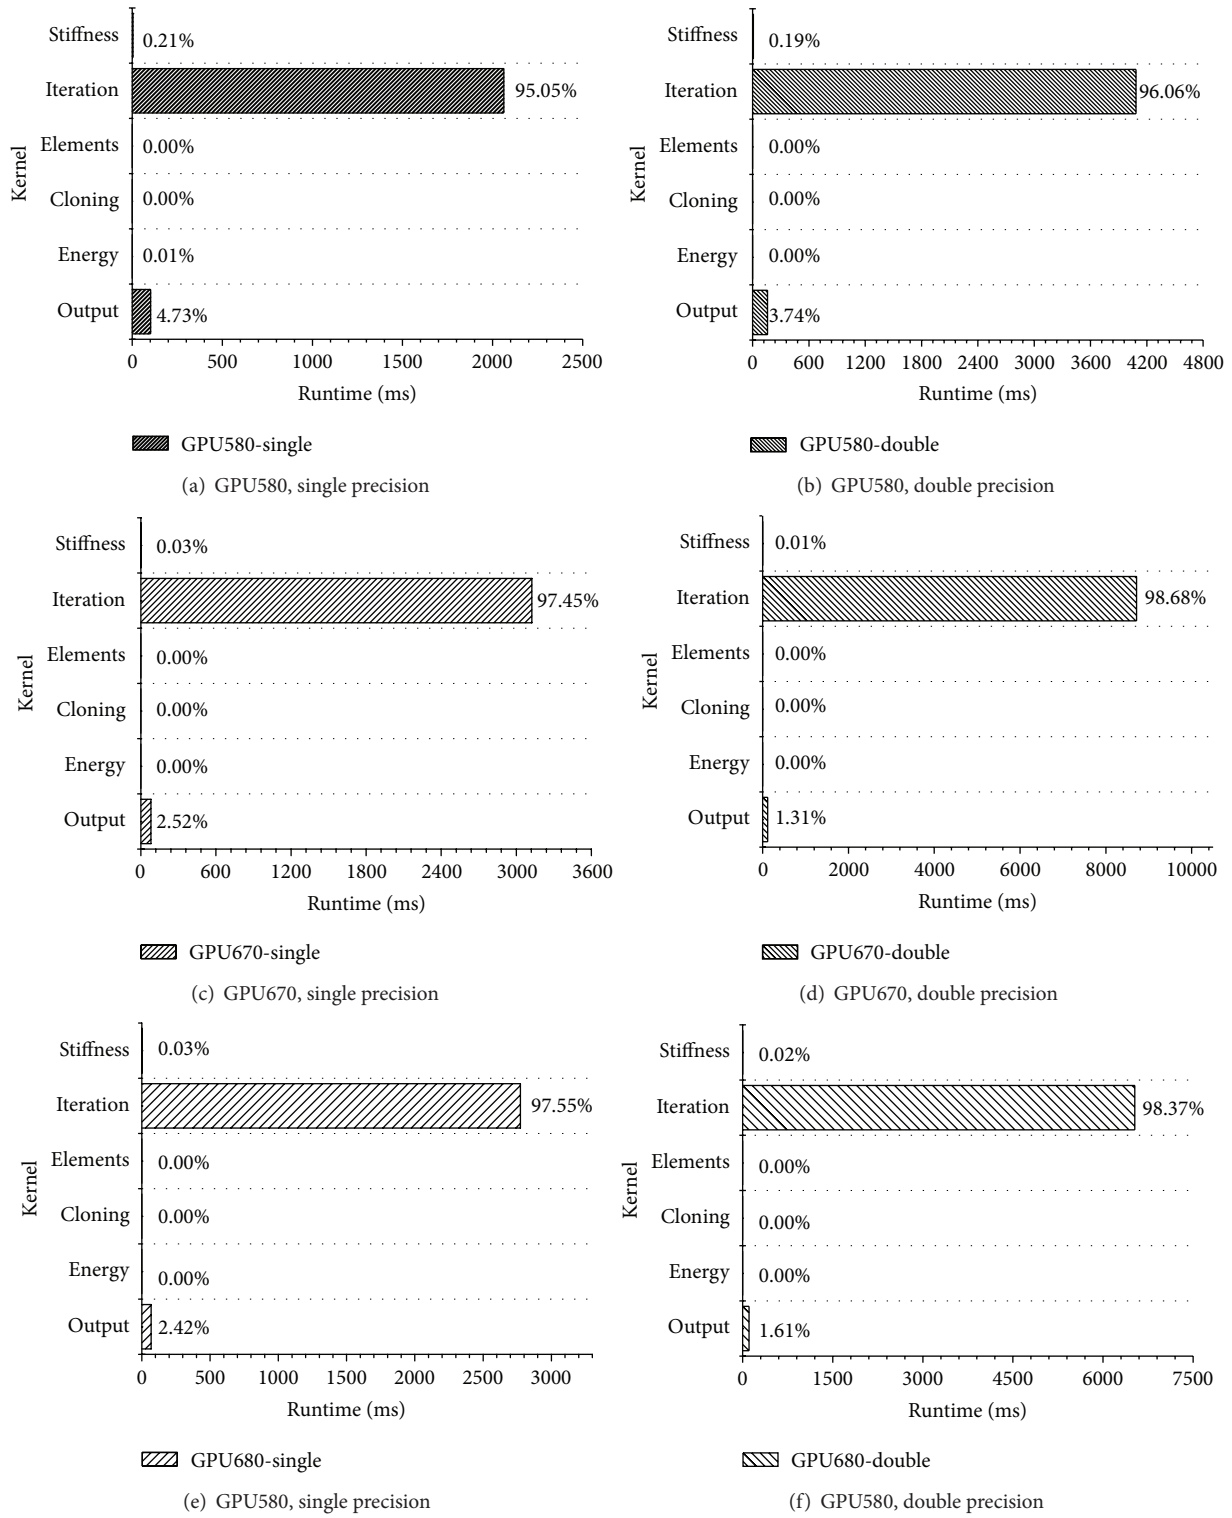 Kernel
Stiffness
0.21%
Iteration
95.05%
Elements
0.00%
Cloning
0.00%
Energy
0.01%
Output
4.73%
0 500 1000 1500 2000 2500
Runtime (ms)
GPU580-single
(a) GPU580, single precision
Kernel
Stiffness
0.19%
Iteration
96.06%
Elements
0.00%
Cloning
0.00%
Energy
0.00%
Output
3.74%
0 600 1200 1800 2400 3000 3600 4200 4800
Runtime (ms)
GPU580-double
(b) GPU580, double precision
Kernel
Stiffness
0.03%
Iteration
97.45%
Elements
0.00%
Cloning
0.00%
Energy
0.00%
Output
2.52%
0 600 1200 1800 2400 3000 3600
Runtime (ms)
GPU670-single
(c) GPU670, single precision
Kernel
Stiffness
0.01%
Iteration
98.68%
Elements
0.00%
Cloning
0.00%
Energy
0.00%
Output
1.31%
0 2000 4000 6000 8000 10000
Runtime (ms)
GPU670-double
(d) GPU670, double precision
Kernel
Stiffness
0.03%
Iteration
97.55%
Elements
0.00%
Cloning
0.00%
Energy
0.00%
Output
2.42%
0 500 1000 1500 2000 2500 3000
Runtime (ms)
GPU680-single
(e) GPU580, single precision
Kernel
Stiffness
0.02%
Iteration
98.37%
Elements
0.00%
Cloning
0.00%
Energy
0.00%
Output
1.61%
0 1500 3000 4500 6000 7500
Runtime (ms)
GPU680-double
(f) GPU580, double precision